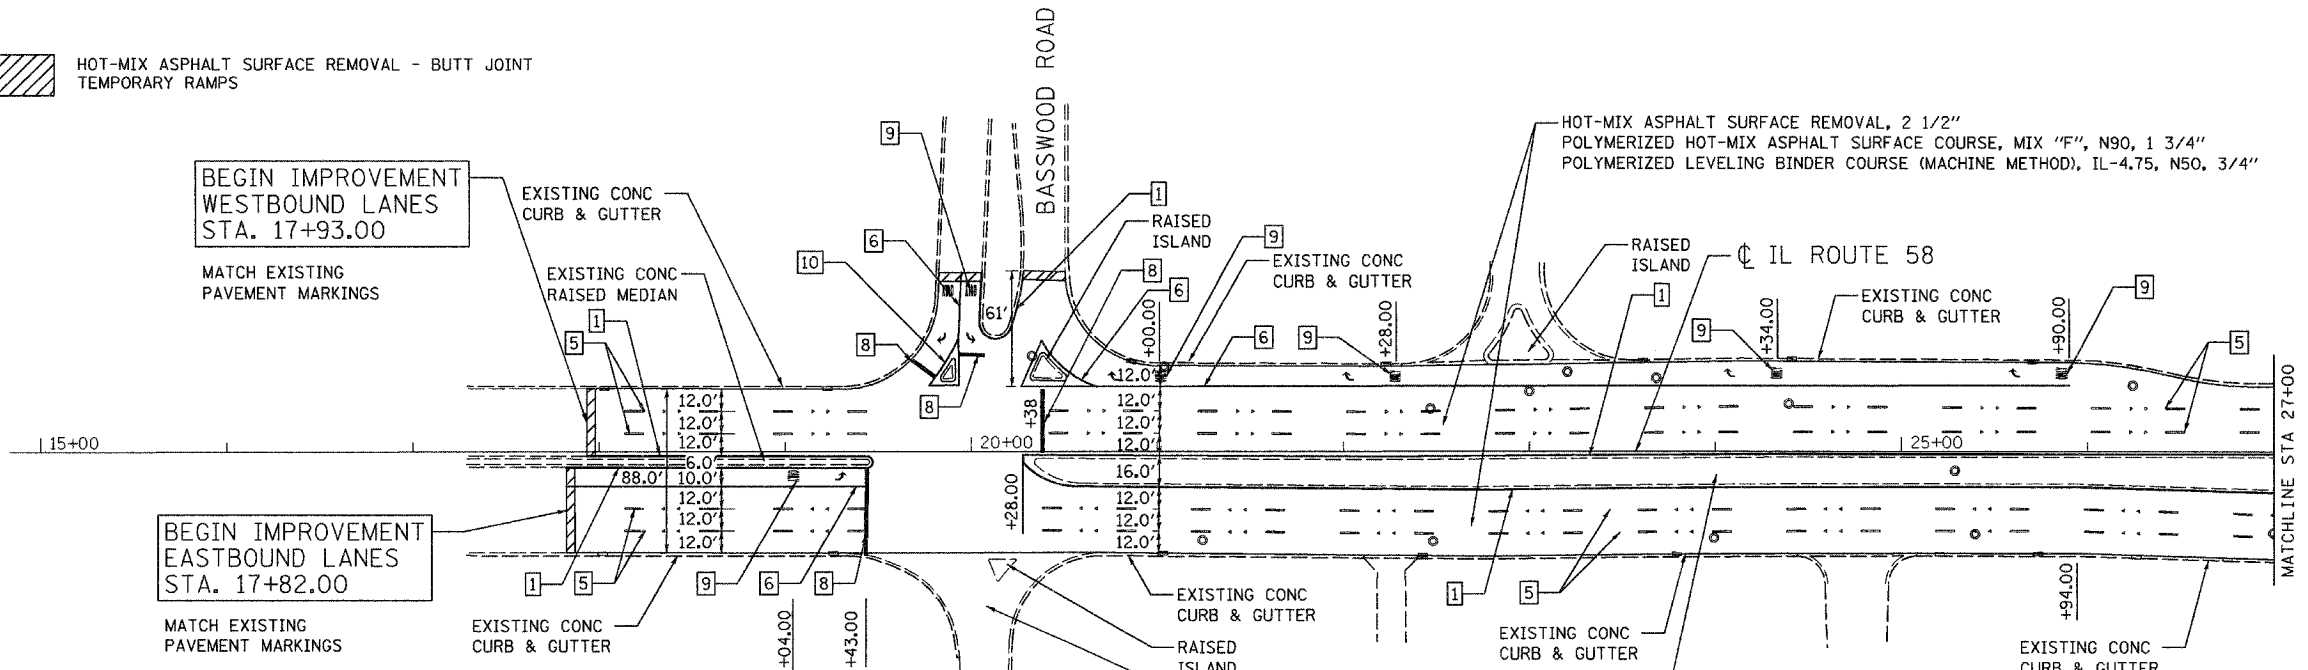 HOT-MIX ASPHALT SURFACE REMOVAL - BUTT JOINT
TEMPORARY RAMPS
BASSWOOD ROAD
HOT-MIX ASPHALT SURFACE REMOVAL, 2 1/2"
POLYMERIZED HOT-MIX ASPHALT SURFACE COURSE, MIX "F", N90, 1 3/4"
POLYMERIZED LEVELING BINDER COURSE (MACHINE METHOD), IL-4.75, N50, 3/4"
BEGIN IMPROVEMENT
WESTBOUND LANES
STA. 17+93.00
MATCH EXISTING
PAVEMENT MARKINGS
EXISTING CONC
CURB & GUTTER
EXISTING CONC
RAISED MEDIAN
1
5
9
6
10
8
8
61'
1
RAISED
ISLAND
9
EXISTING CONC
CURB & GUTTER
8
6
+00.00
6
9
+28.00
RAISED
ISLAND
℄ IL ROUTE 58
1
9
+34.00
EXISTING CONC
CURB & GUTTER
+90.00
9
5
12.0'
12.0'
12.0'
12.0'
6.0'
88.0'
10.0'
12.0'
12.0'
12.0'
+38
12.0'
12.0'
12.0'
12.0'
16.0'
12.0'
12.0'
12.0'
15+00
20+00
25+00
+28.00
MATCHLINE STA 27+00
BEGIN IMPROVEMENT
EASTBOUND LANES
STA. 17+82.00
MATCH EXISTING
PAVEMENT MARKINGS
1
5
9
6
8
EXISTING CONC
CURB & GUTTER
+04.00
+43.00
EXISTING CONC
CURB & GUTTER
RAISED
ISLAND
1
5
EXISTING CONC
CURB & GUTTER
+94.00
EXISTING CONC
CURB & GUTTER